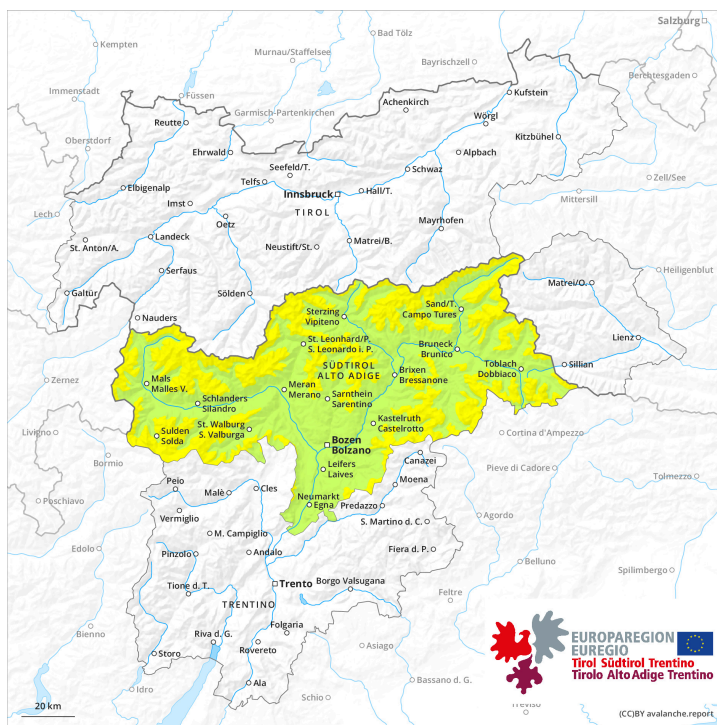 Salzburg
Kempten
Bad Tölz
Murnau/Staffelsee
Bayrischzell
Berchtesgaden
Immenstadt
Füssen
Kufstein
Achenkirch
Garmisch-Partenkirchen
Reutte
Wörgl
Oberstdorf
Kitzbühel
Ehrwald
Alpbach
Seefeld/T.
Schwaz
Telfs
Zell/See
Elbigenalp
Innsbruck
Hall/T.
Mittersill
Imst
TIROL
Lech
Oetz
Mayrhofen
Landeck
St. Anton/A.
Neustift/St.
Matrei/B.
Serfaus
Heiligenblut
Matrei/O.
Galtür
Sölden
Nauders
Sterzing
Vipiteno
Sand/T.
Campo Tures
Lienz
St. Leonhard/P.
S. Leonardo i. P.
Bruneck
Brunico
Toblach
Dobbiaco
Sillian
SÜDTIROL
ALTO ADIGE
Brixen
Bressanone
Zernez
Mals
Malles V.
Meran
Merano
Schlanders
Silandro
Sarnthein
Sarentino
Kastelruth
Castelrotto
St. Walburg
S. Valburga
Sulden
Solda
Livigno
Cortina d'Ampezzo
Bozen
Bolzano
Bormio
Canazei
Leifers
Laives
Pieve di Cadore
Tolmezzo
Peio
Moena
Poschiavo
Malè
Cles
Neumarkt
Egna
Predazzo
Vermiglio
Agordo
S. Martino d. C.
M. Campiglio
Edolo
Pinzolo
Andalo
Fiera d. P.
Belluno
Spilimbergo
Trento
Tione d. T.
Borgo Valsugana
Feltre
TRENTINO
Folgaria
Bienno
Riva d. G.
Rovereto
Asiago
Storo
Bassano d. G.
Ala
Idro
Schio
Treviso
20 km
EUROPAREGION
EUREGIO
Tirol Südtirol Trentino
Tirolo Alto Adige Trentino
(CC)BY avalanche.report